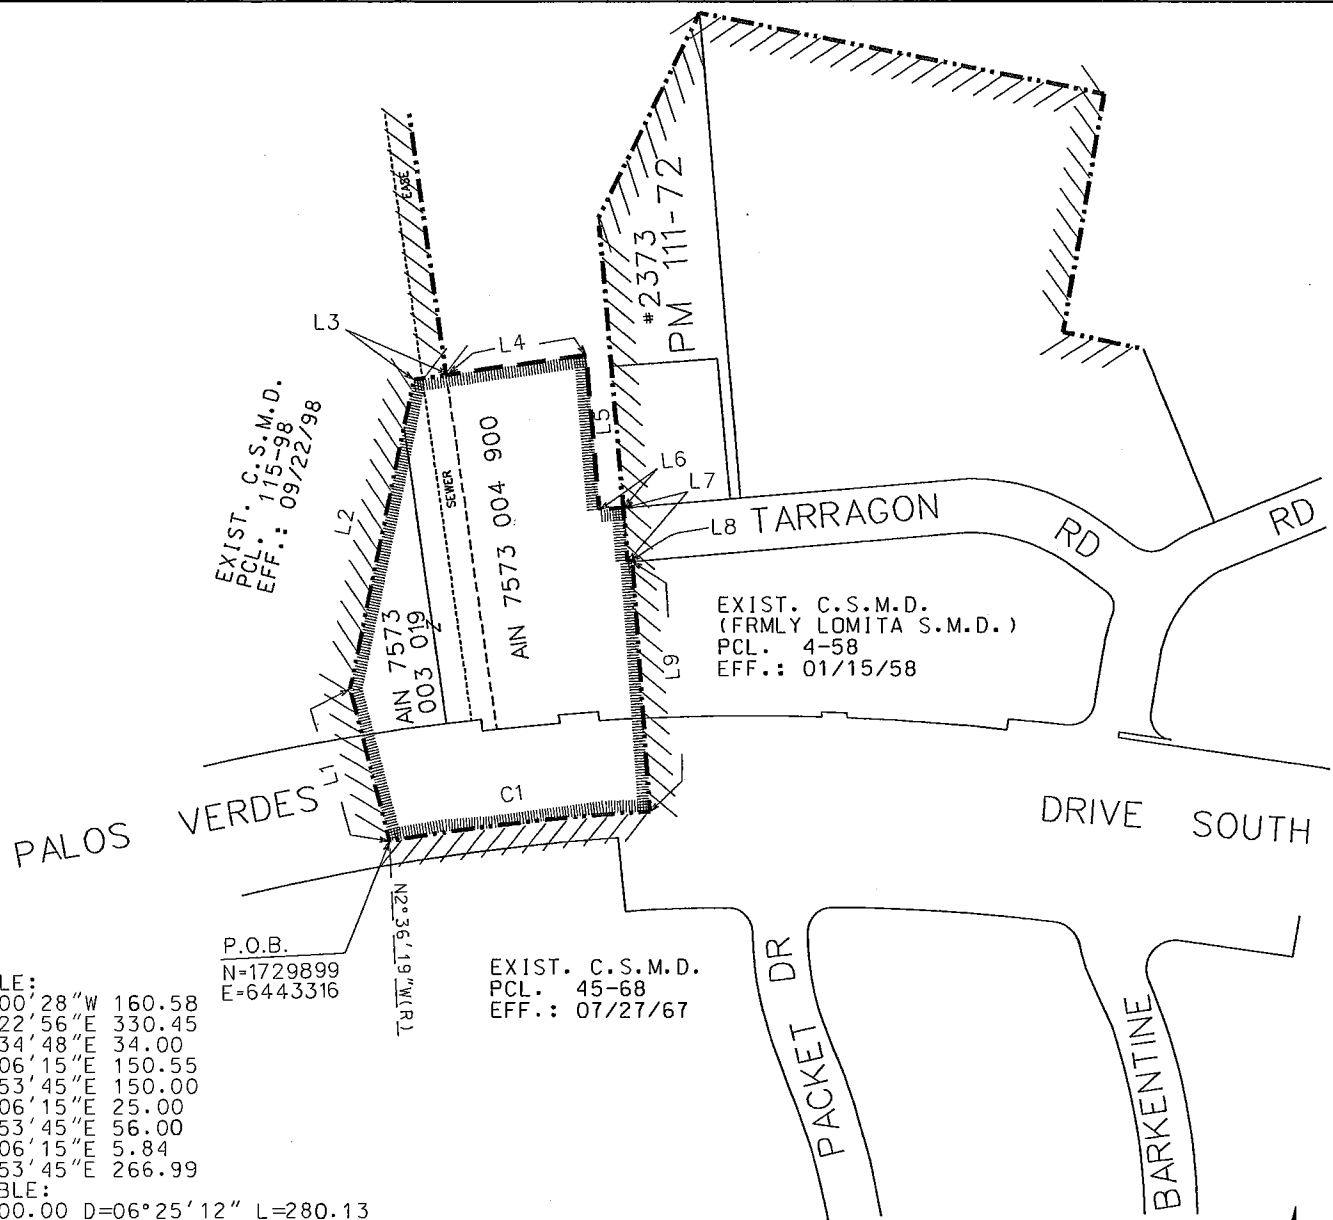 EASE
#2373
PM 111-72
L3
L4
EXIST. C.S.M.D.
PCL. 115-98
EFF.: 09/22/98
L2
SEWER
AIN 7573 004 900
L5
L6
L7
L8
TARRAGON
RD
RD
AIN 7573
003 019
Z
EXIST. C.S.M.D.
(FRMLY LOMITA S.M.D.)
PCL. 4-58
EFF.: 01/15/58
L9
L1
C1
PALOS VERDES
DRIVE SOUTH
P.O.B.
N=1729899
E=6443316
N2°36'19"W(R)
EXIST. C.S.M.D.
PCL. 45-68
EFF.: 07/27/67
PACKET DR
BARKENTINE
LE:
00'28"W 160.58
22'56"E 330.45
34'48"E 34.00
06'15"E 150.55
53'45"E 150.00
06'15"E 25.00
53'45"E 56.00
06'15"E 5.84
53'45"E 266.99
BLE:
00.00 D=06°25'12" L=280.13